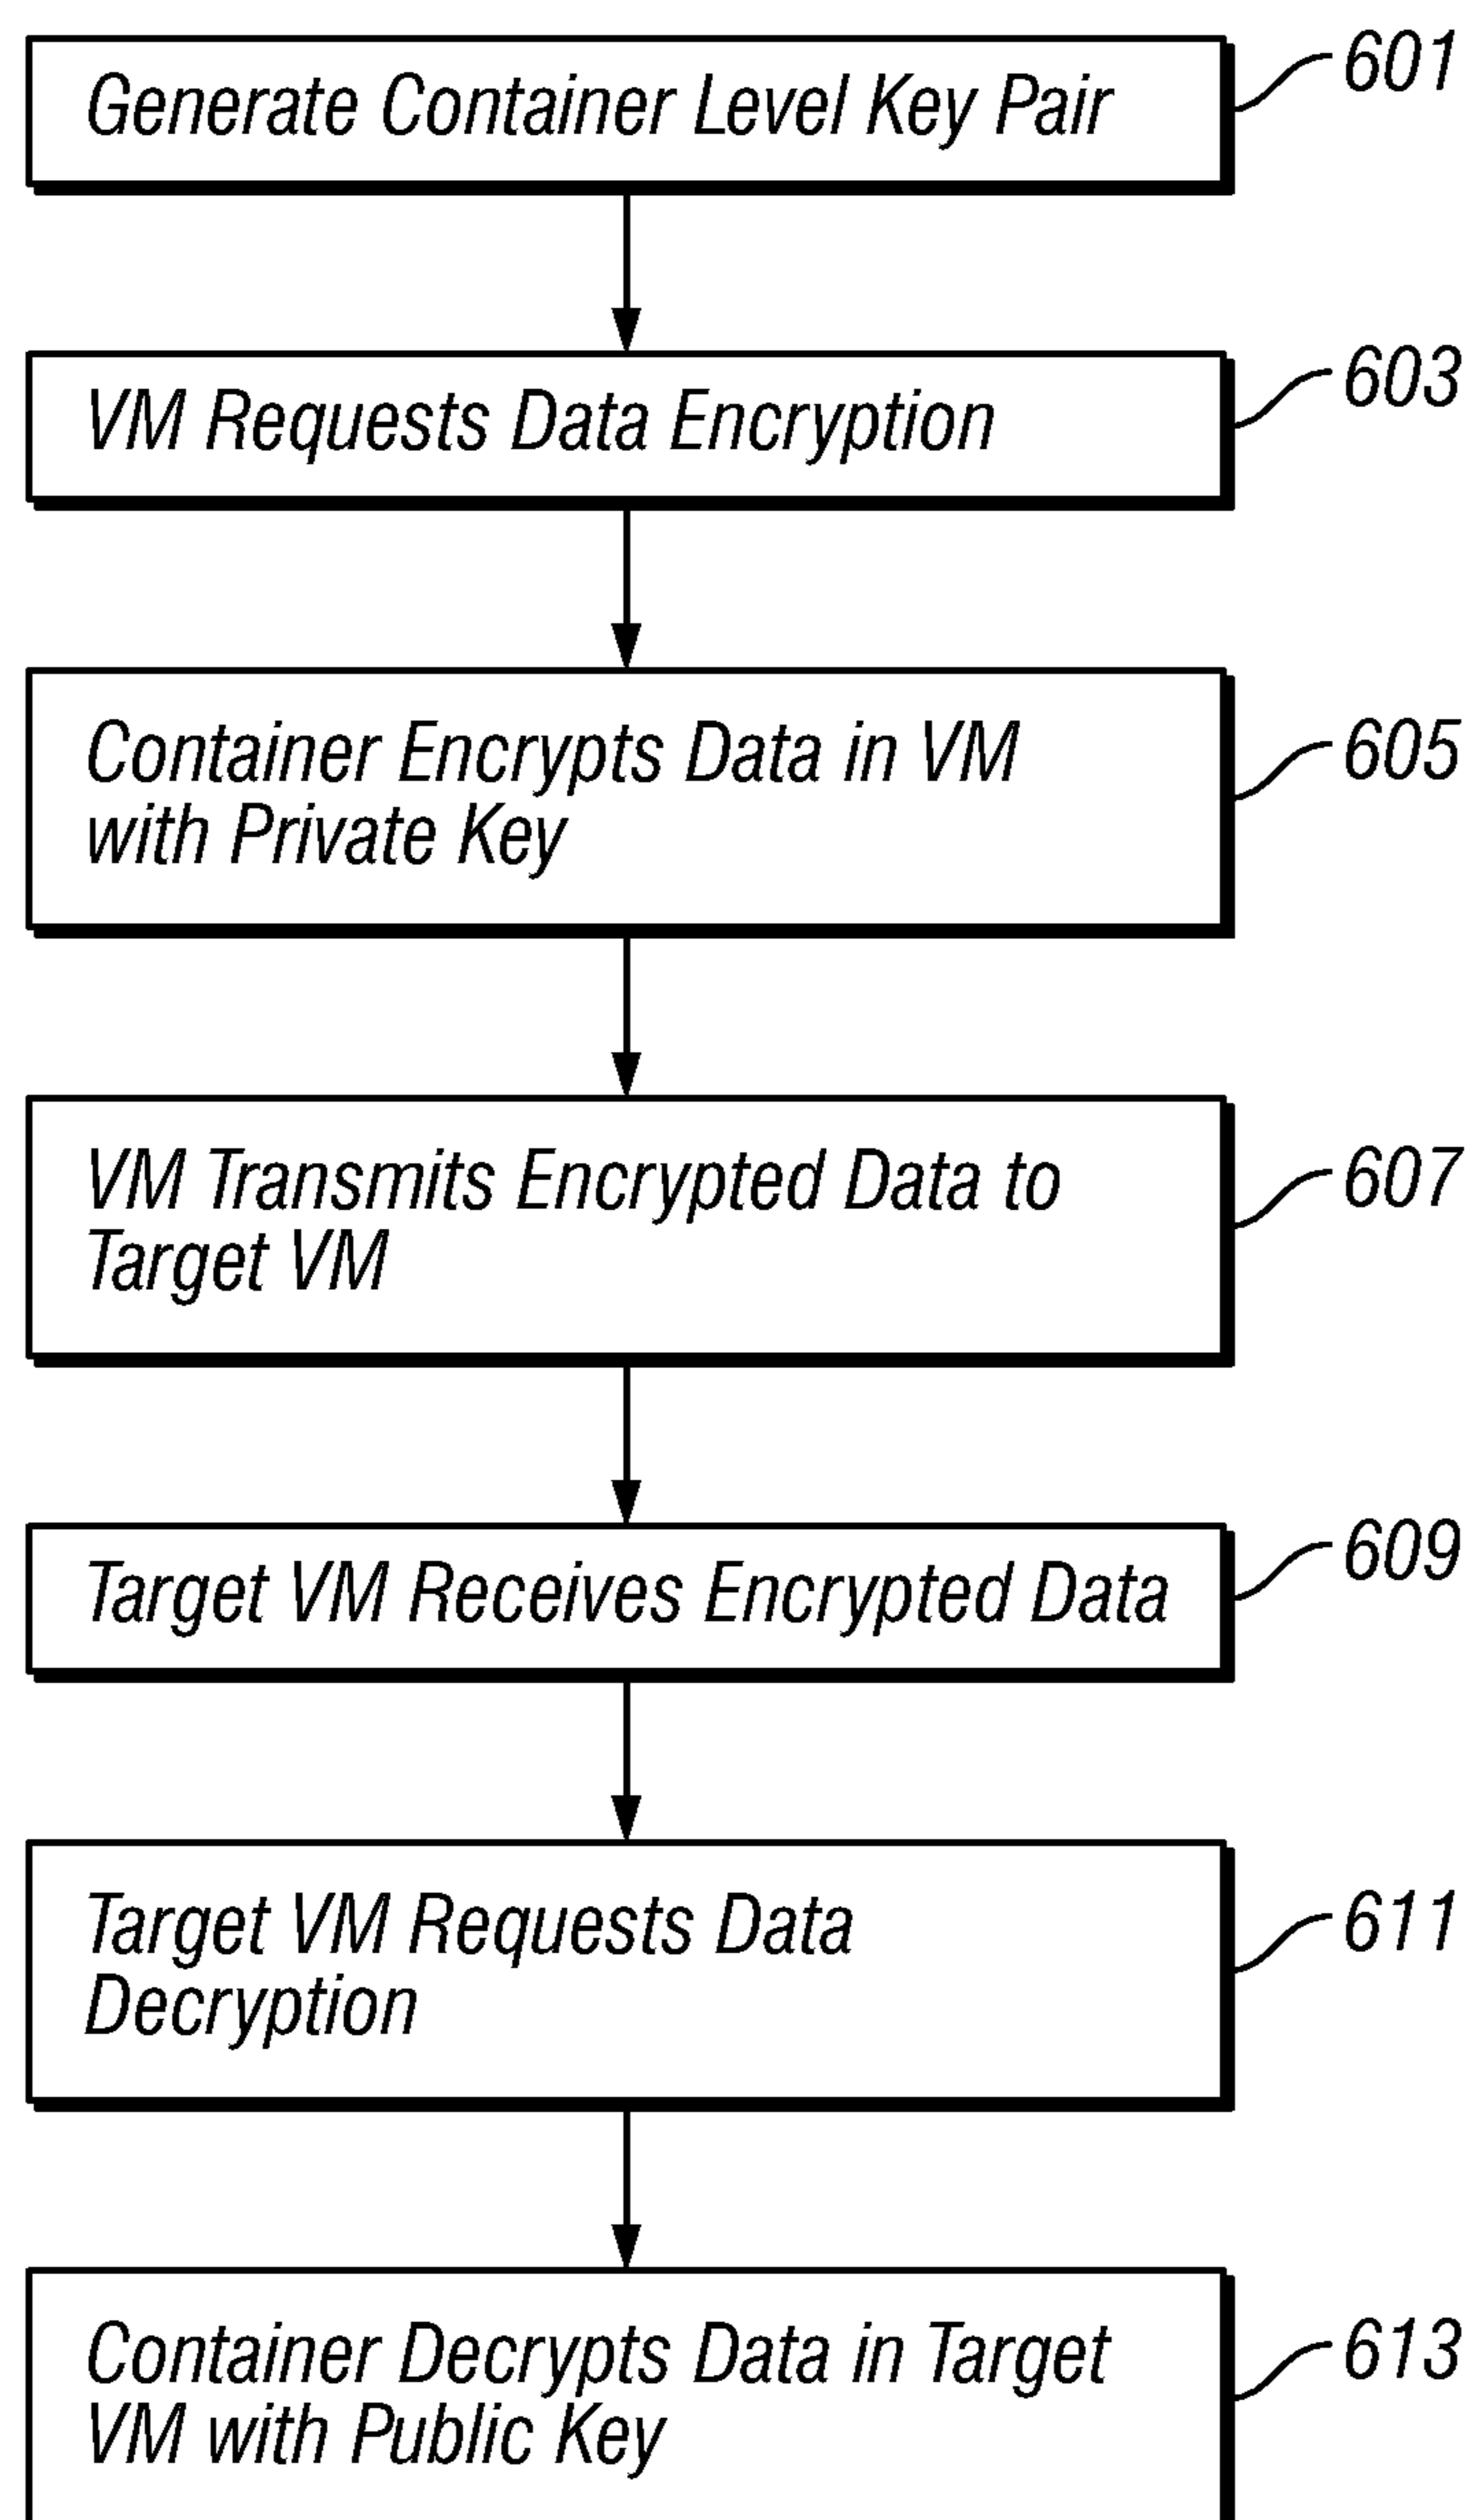 Generate Container Level Key Pair
601
VM Requests Data Encryption
603
Container Encrypts Data in VM
with Private Key
605
VM Transmits Encrypted Data to
Target VM
607
Target VM Receives Encrypted Data
609
Target VM Requests Data
Decryption
611
Container Decrypts Data in Target
VM with Public Key
613